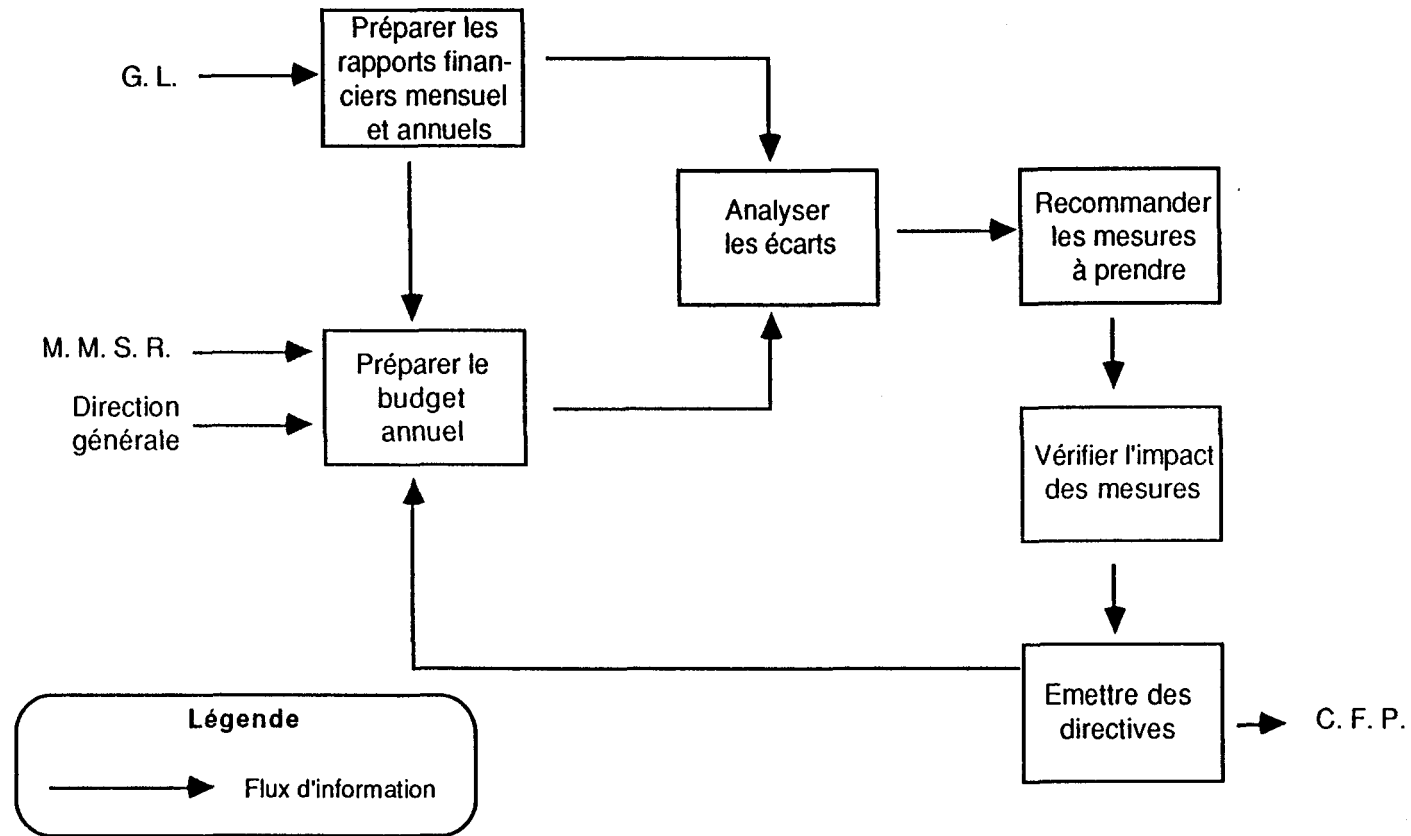 Préparer les
rapports finan-
ciers mensuel
et annuels
G. L.
Analyser
les écarts
Recommander
les mesures
à prendre
M. M. S. R.
Direction
générale
Préparer le
budget
annuel
Vérifier l'impact
des mesures
Emettre des
directives
C. F. P.
Légende
Flux d'information